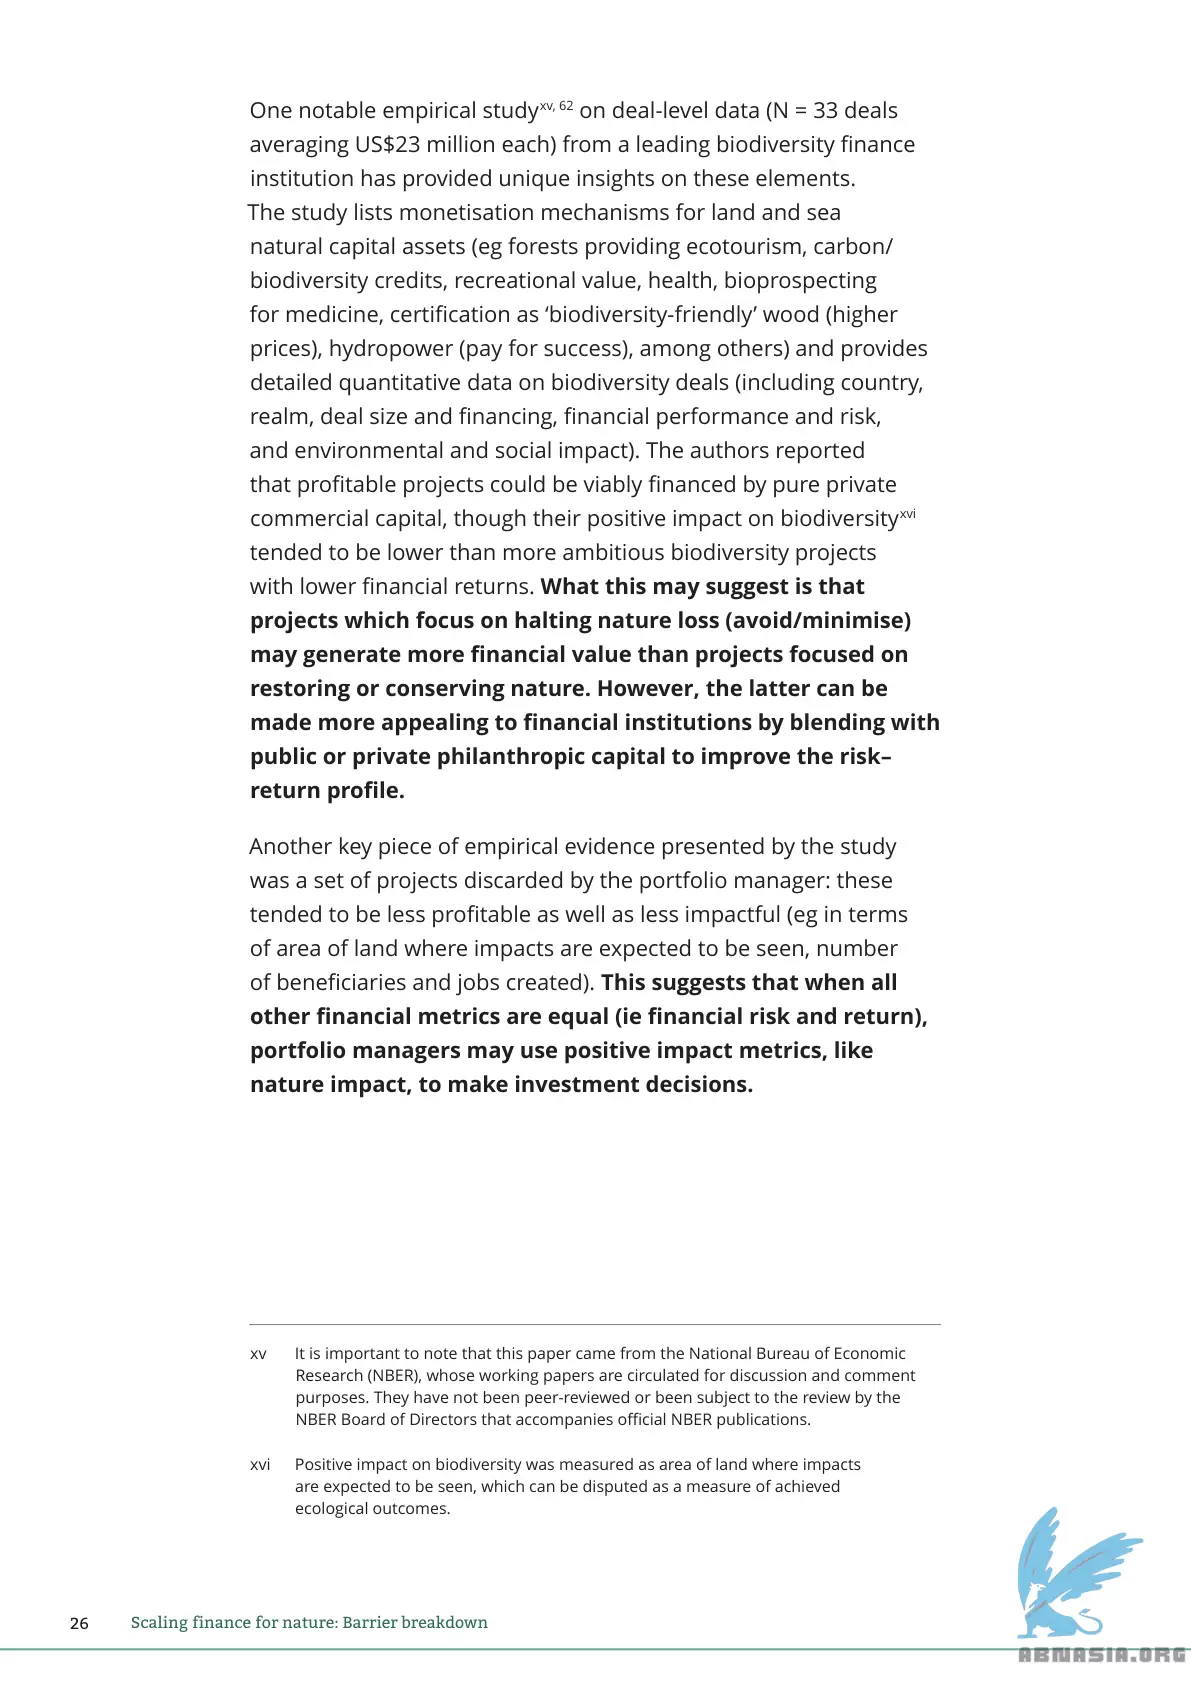 One notable empirical studyxv, 62 on deal-level data (N = 33 deals
averaging US$23 million each) from a leading biodiversity finance
institution has provided unique insights on these elements.
The study lists monetisation mechanisms for land and sea
natural capital assets (eg forests providing ecotourism, carbon/
biodiversity credits, recreational value, health, bioprospecting
for medicine, certification as ‘biodiversity-friendly’ wood (higher
prices), hydropower (pay for success), among others) and provides
detailed quantitative data on biodiversity deals (including country,
realm, deal size and financing, financial performance and risk,
and environmental and social impact). The authors reported
that profitable projects could be viably financed by pure private
commercial capital, though their positive impact on biodiversityxvi
tended to be lower than more ambitious biodiversity projects
with lower financial returns. What this may suggest is that
projects which focus on halting nature loss (avoid/minimise)
may generate more financial value than projects focused on
restoring or conserving nature. However, the latter can be
made more appealing to financial institutions by blending with
public or private philanthropic capital to improve the risk–
return profile.
Another key piece of empirical evidence presented by the study
was a set of projects discarded by the portfolio manager: these
tended to be less profitable as well as less impactful (eg in terms
of area of land where impacts are expected to be seen, number
of beneficiaries and jobs created). This suggests that when all
other financial metrics are equal (ie financial risk and return),
portfolio managers may use positive impact metrics, like
nature impact, to make investment decisions.
xv It is important to note that this paper came from the National Bureau of Economic
Research (NBER), whose working papers are circulated for discussion and comment
purposes. They have not been peer-reviewed or been subject to the review by the
NBER Board of Directors that accompanies official NBER publications.
xvi Positive impact on biodiversity was measured as area of land where impacts
are expected to be seen, which can be disputed as a measure of achieved
ecological outcomes.
26 Scaling finance for nature: Barrier breakdown
ABNASIA.ORG